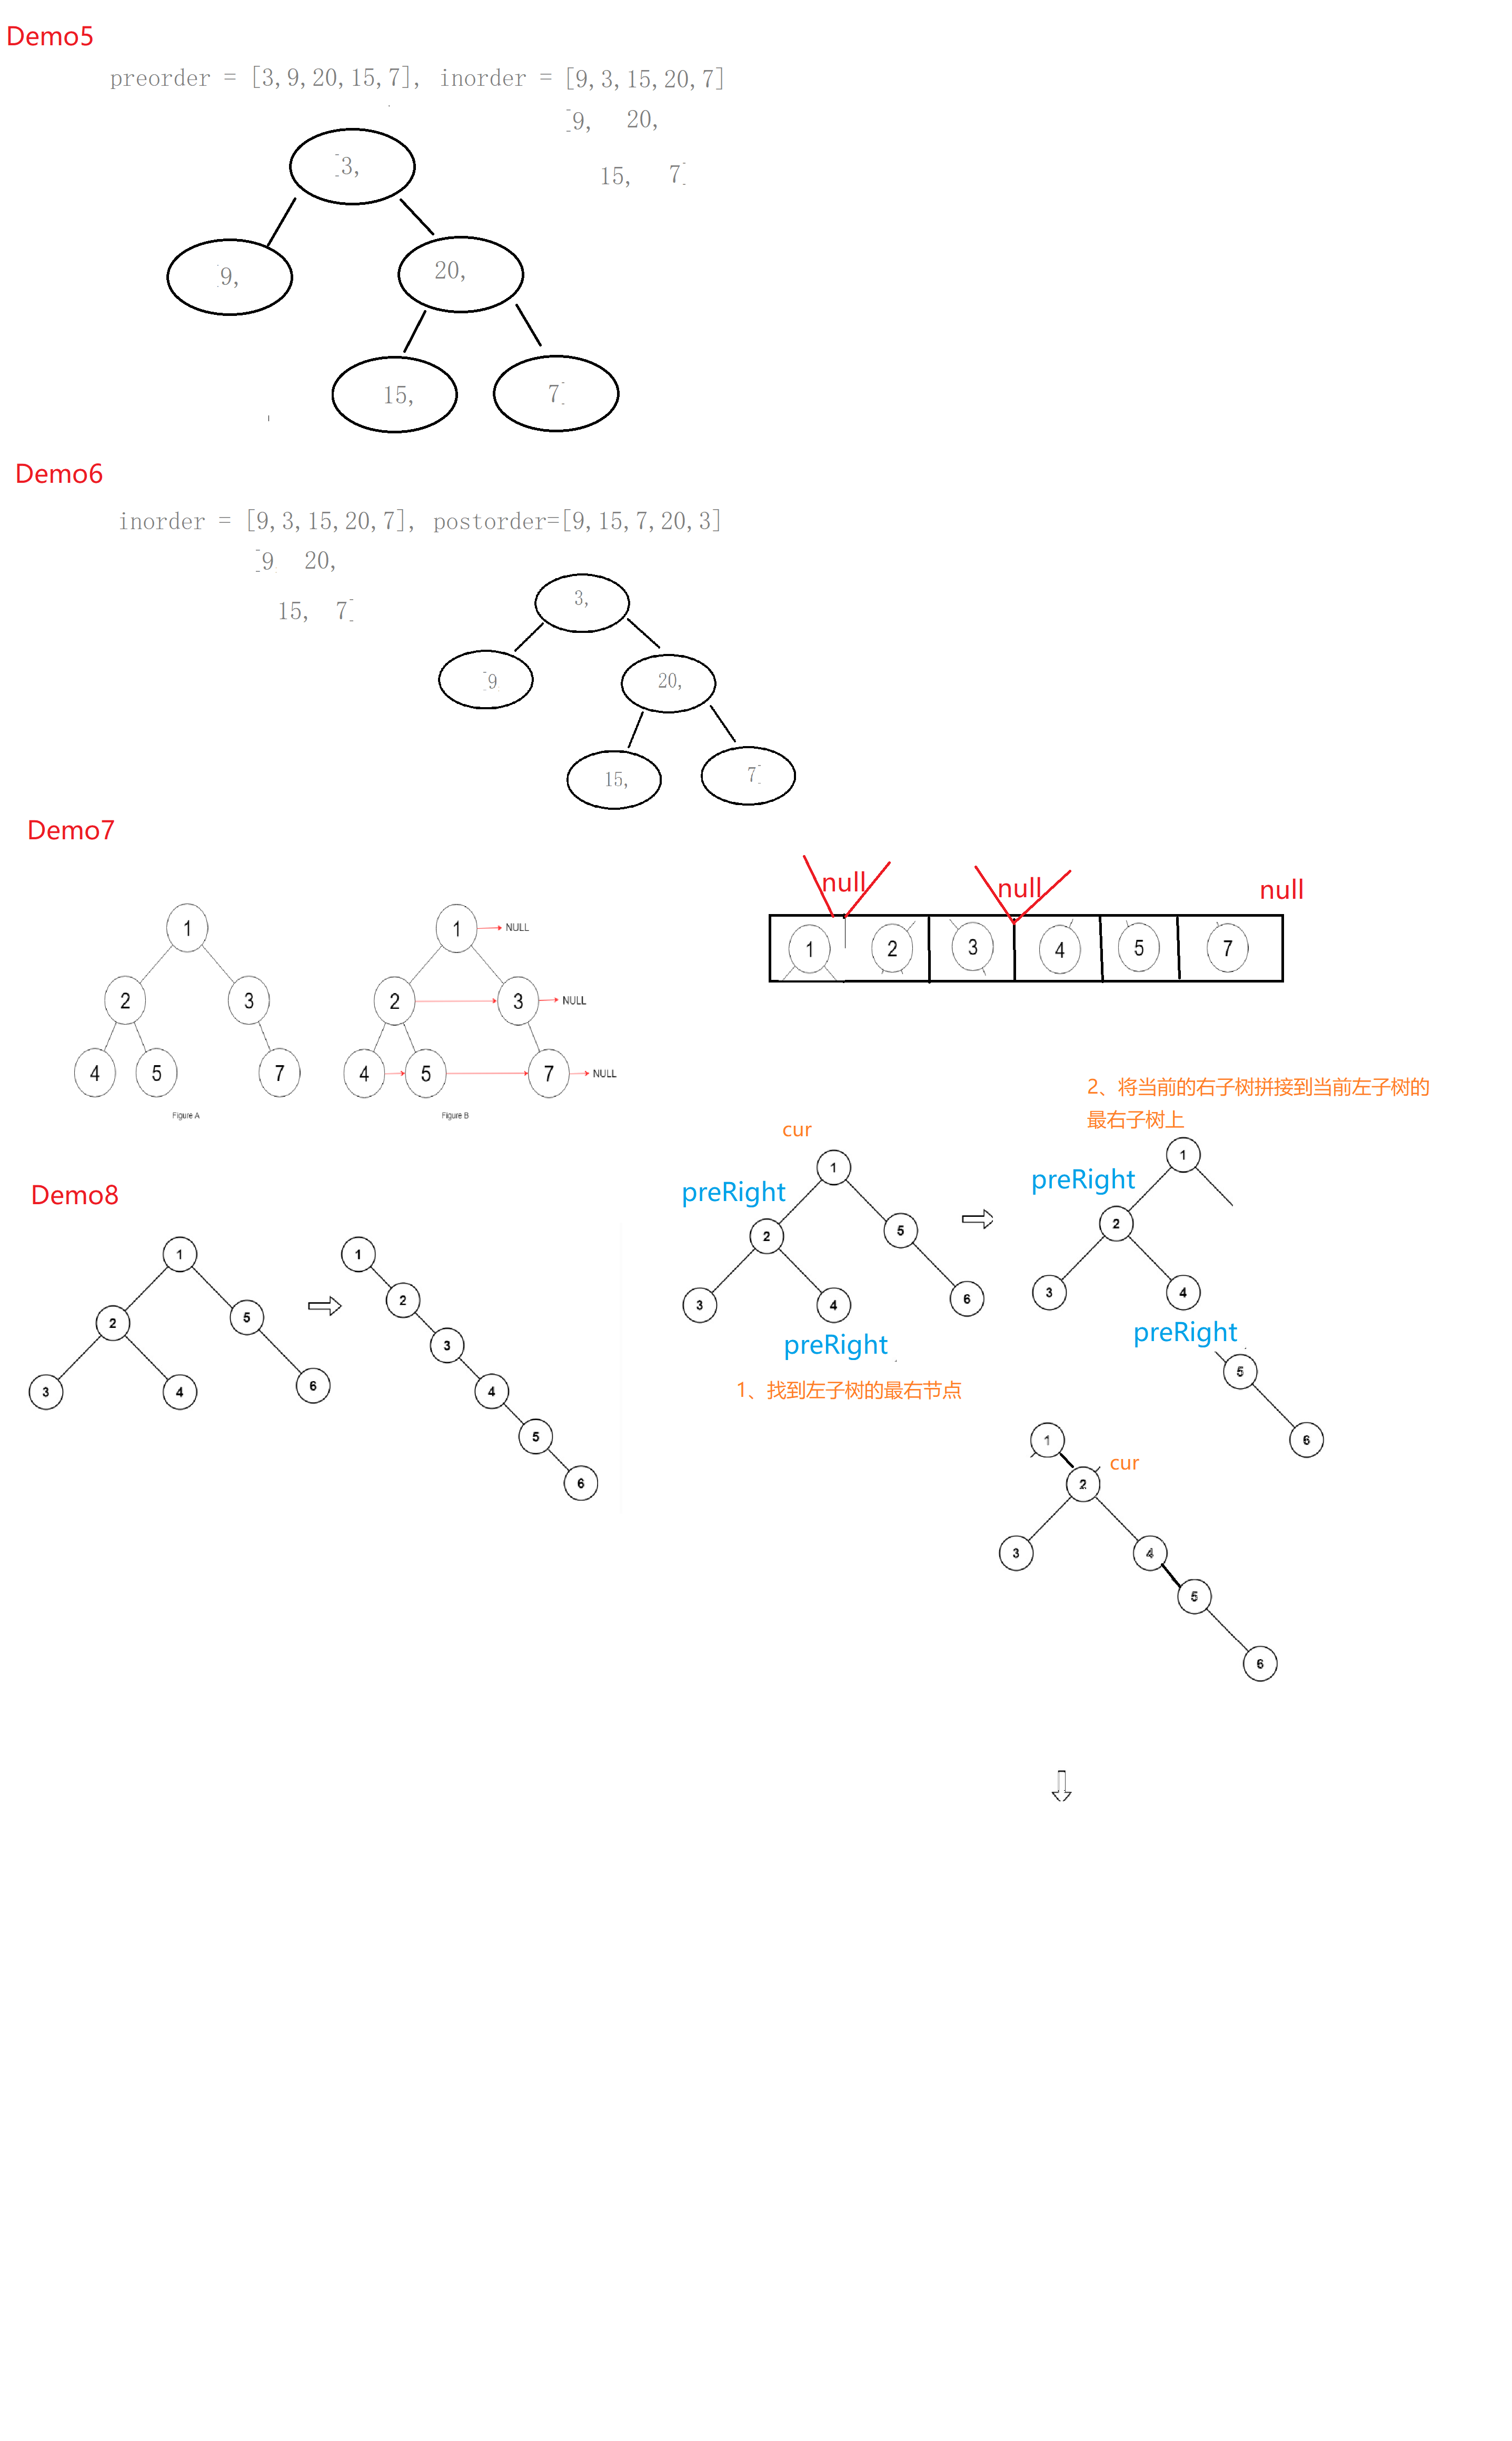 Demo5
preorder = [3,9,20,15,7], inorder = [9,3,15,20,7]
9, 20,
15, 7
3,
9, 20,
15, 7
Demo6
inorder = [9,3,15,20,7], postorder=[9,15,7,20,3]
9 20,
15, 7
3,
9 20,
15, 7
Demo7
1
2 3
4 5 7
Figure A
1 NULL
2 3 NULL
4 5 7 NULL
Figure B
null null null
1 2 3 4 5 7
Demo8
1
2 5
3 4 6
1
2
3
4
5
6
cur
1
preRight
2 5
3 4 6
preRight
1、找到左子树的最右节点
2、将当前的右子树拼接到当前左子树的
最右子树上
1
preRight
2
3 4
preRight
5
6
1
2 cur
3 4
5
6